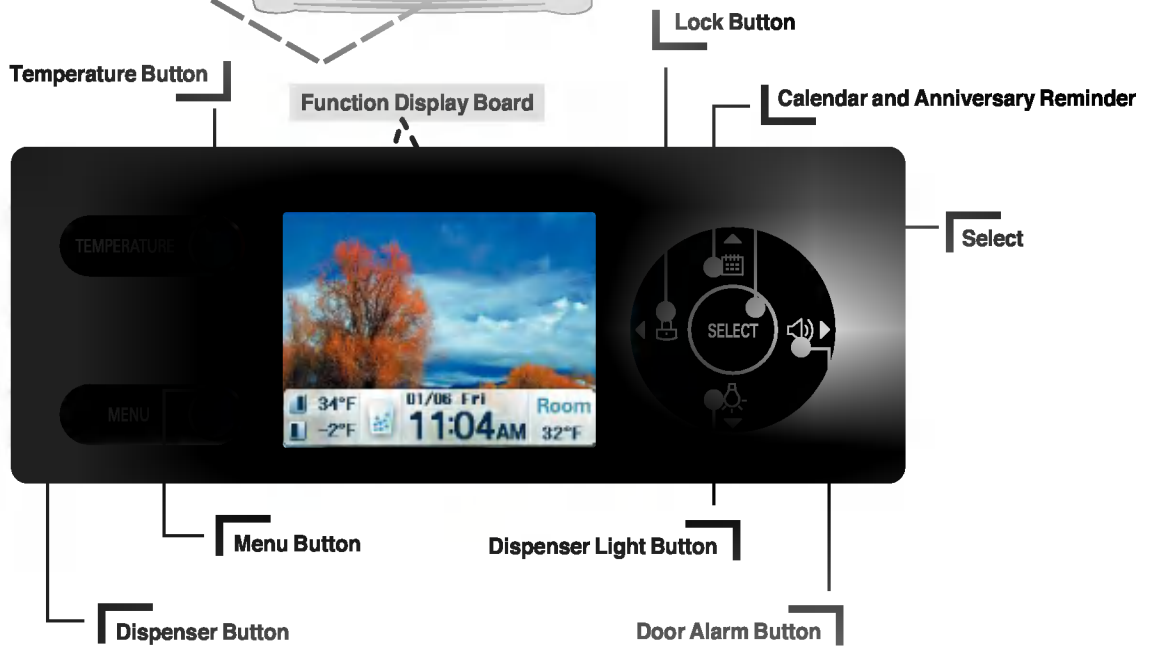 Lock Button
Temperature Button
Function Display Board
Calendar and Anniversary Reminder
TEMPERATURE
Select
SELECT
MENU
34°F
01/06 Fri
Room
-2°F
11:04AM
32°F
Menu Button
Dispenser Light Button
Dispenser Button
Door Alarm Button